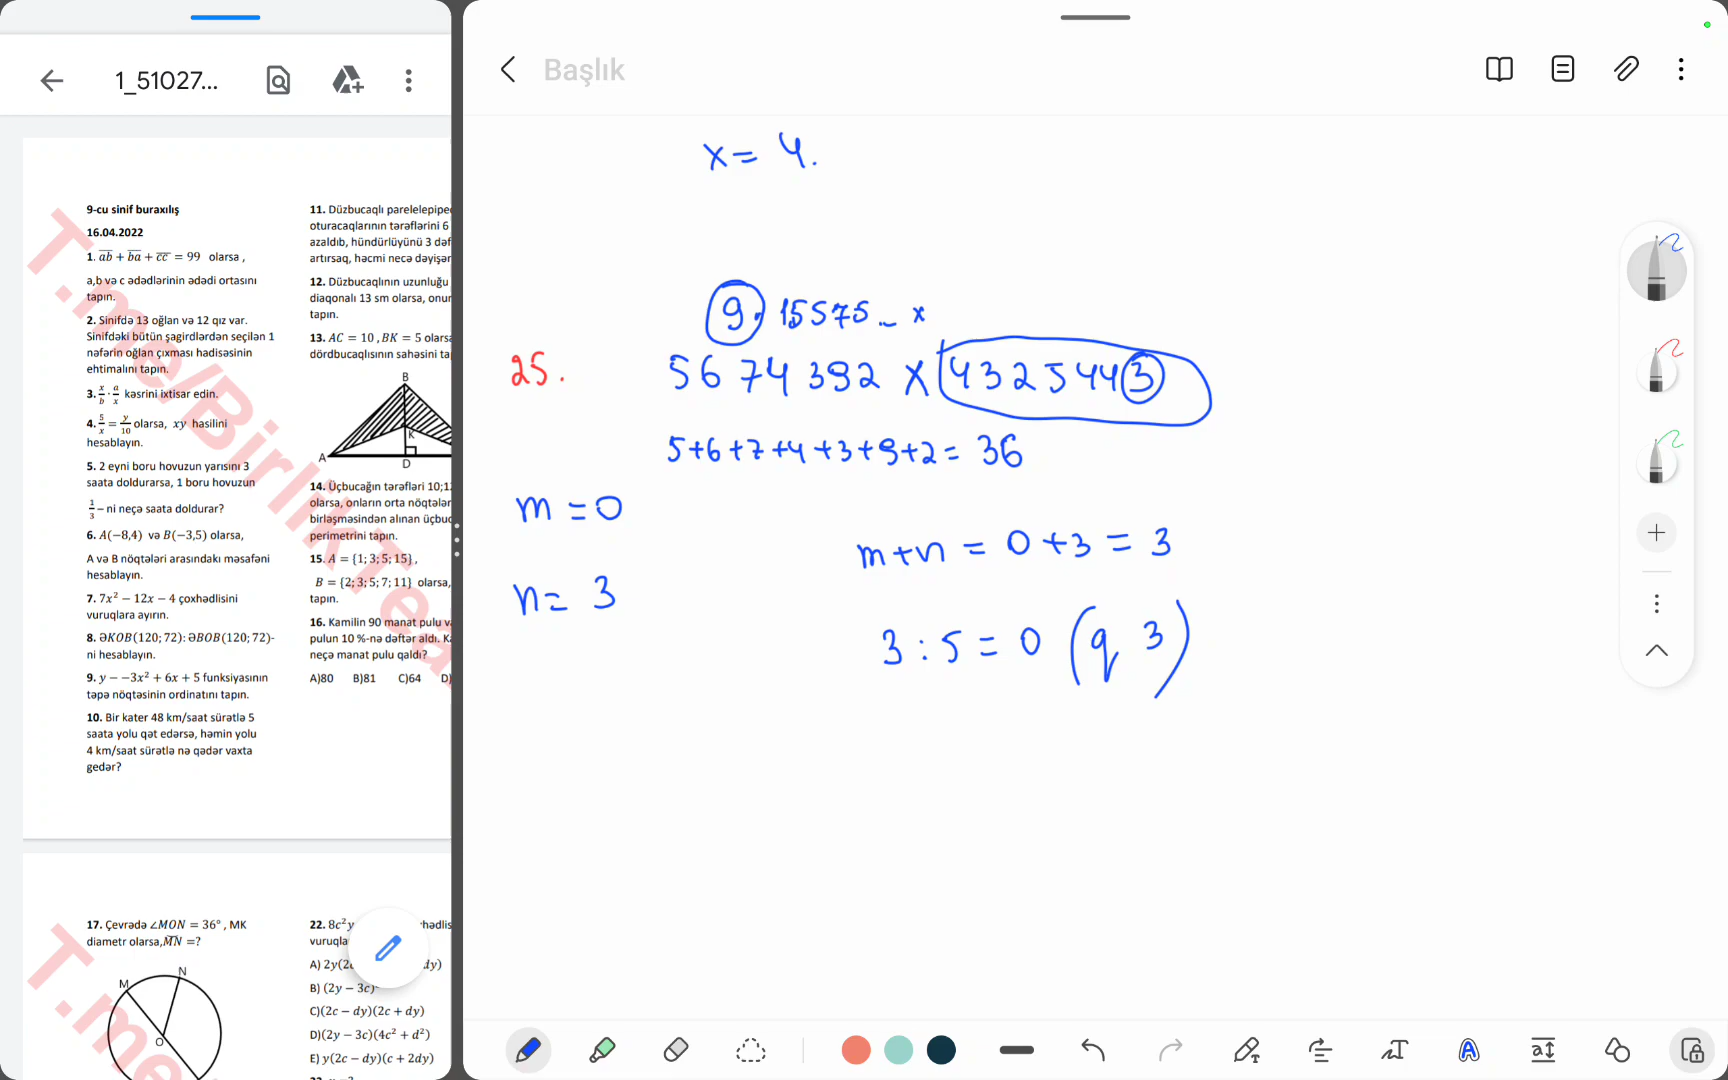 1_51027...
Başlık
9-cu sinif buraxılış
16.04.2022
1. ab + ba + cc = 99 olarsa ,
a,b və c ədədlərinin ədədi ortasını
tapın.
2. Sinifdə 13 oğlan və 12 qız var.
Sinifdəki bütün şagirdlərdən seçilən 1
nəfərin oğlan çıxması hadisəsinin
ehtimalını tapın.
3. x/b · a/x kəsrini ixtisar edin.
4. 5/x = y/10 olarsa, xy hasilini
hesablayın.
5. 2 eyni boru hovuzun yarısını 3
saata doldurarsa, 1 boru hovuzun
1/3 – ni neçə saata doldurar?
6. A(−8,4) və B(−3,5) olarsa,
A və B nöqtələri arasındakı məsafəni
hesablayın.
7. 7x² − 12x − 4 çoxhədlisini
vuruqlara ayırın.
8. ƏKOB(120; 72): ƏBOB(120; 72)-
ni hesablayın.
9. y − −3x² + 6x + 5 funksiyasının
təpə nöqtəsinin ordinatını tapın.
10. Bir kater 48 km/saat sürətlə 5
saata yolu qət edərsə, həmin yolu
4 km/saat sürətlə nə qədər vaxta
gedər?
11. Düzbucaqlı parelelepipe
oturacaqlarının tərəflərini 6
azaldıb, hündürlüyünü 3 dəf
artırsaq, həcmi necə dəyişər
12. Düzbucaqlının uzunluğu
diaqonalı 13 sm olarsa, onur
tapın.
13. AC = 10 , BK = 5 olars
dördbucaqlısının sahəsini ta
B
K
A
D
14. Üçbucağın tərəfləri 10;1
olarsa, onların orta nöqtələr
birləşməsindən alınan üçbuc
perimetrini tapın.
15. A = {1; 3; 5; 15},
B = {2; 3; 5; 7; 11} olarsa,
tapın.
16. Kamilin 90 manat pulu v
pulun 10 %-nə dəftər aldı. K
neçə manat pulu qaldı?
A)80 B)81 C)64 D)
T.me/BirlikTea
17. Çevrədə ∠MON = 36° , MK
diametr olarsa, MN =?
M
N
O
22. 8c²y hədlis
vuruqla
A) 2y(2c dy)
B) (2y − 3c)
C)(2c − dy)(2c + dy)
D)(2y − 3c)(4c² + d²)
E) y(2c − dy)(c + 2dy)
T.me
x = 4.
9. 15575 .. x
25. 5674392 x 4325443
5+6+7+4+3+9+2 = 36
m = 0
m+n = 0+3 = 3
n = 3
3 : 5 = 0 (q 3)